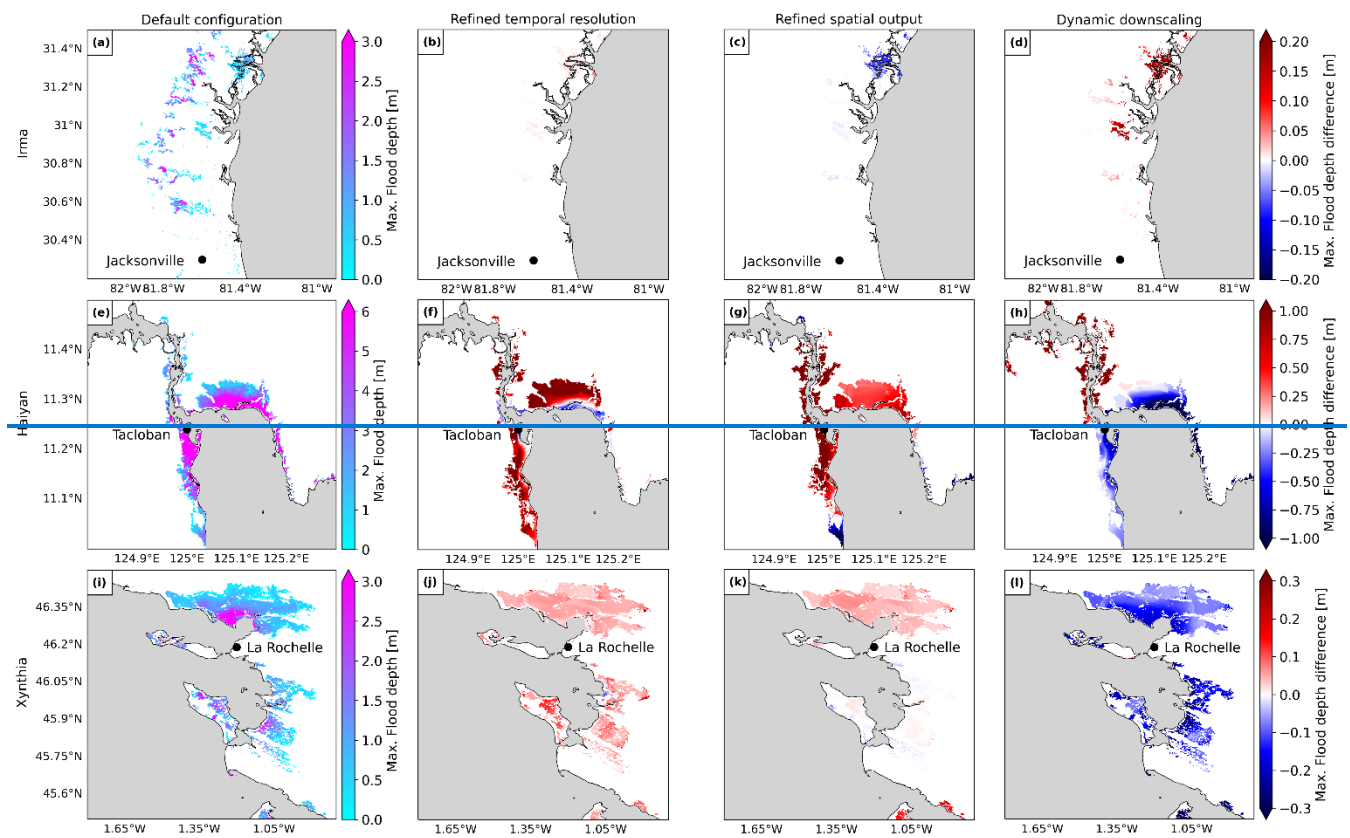 Default configuration
Refined temporal resolution
Refined spatial output
Dynamic downscaling
Irma
31.4°N
31.2°N
31°N
30.8°N
30.6°N
30.4°N
(a)
Jacksonville
3.0
2.5
2.0
1.5
1.0
0.5
0.0
Max. Flood depth [m]
(b)
Jacksonville
(c)
Jacksonville
(d)
Jacksonville
0.20
0.15
0.10
0.05
0.00
−0.05
−0.10
−0.15
−0.20
Max. Flood depth difference [m]
82°W81.8°W 81.4°W 81°W
82°W81.8°W 81.4°W 81°W
82°W81.8°W 81.4°W 81°W
82°W81.8°W 81.4°W 81°W
Haiyan
11.4°N
11.3°N
11.2°N
11.1°N
(e)
Tacloban
6
5
4
3
2
1
0
Max. Flood depth [m]
(f)
Tacloban
(g)
Tacloban
(h)
Tacloban
1.00
0.75
0.50
0.25
0.00
−0.25
−0.50
−0.75
−1.00
Max. Flood depth difference [m]
124.9°E 125°E 125.1°E 125.2°E
124.9°E 125°E 125.1°E 125.2°E
124.9°E 125°E 125.1°E 125.2°E
124.9°E 125°E 125.1°E 125.2°E
Xynthia
46.35°N
46.2°N
46.05°N
45.9°N
45.75°N
45.6°N
(i)
La Rochelle
3.0
2.5
2.0
1.5
1.0
0.5
0.0
Max. Flood depth [m]
(j)
La Rochelle
(k)
La Rochelle
(l)
La Rochelle
0.3
0.2
0.1
0.0
−0.1
−0.2
−0.3
Max. Flood depth difference [m]
1.65°W 1.35°W 1.05°W
1.65°W 1.35°W 1.05°W
1.65°W 1.35°W 1.05°W
1.65°W 1.35°W 1.05°W